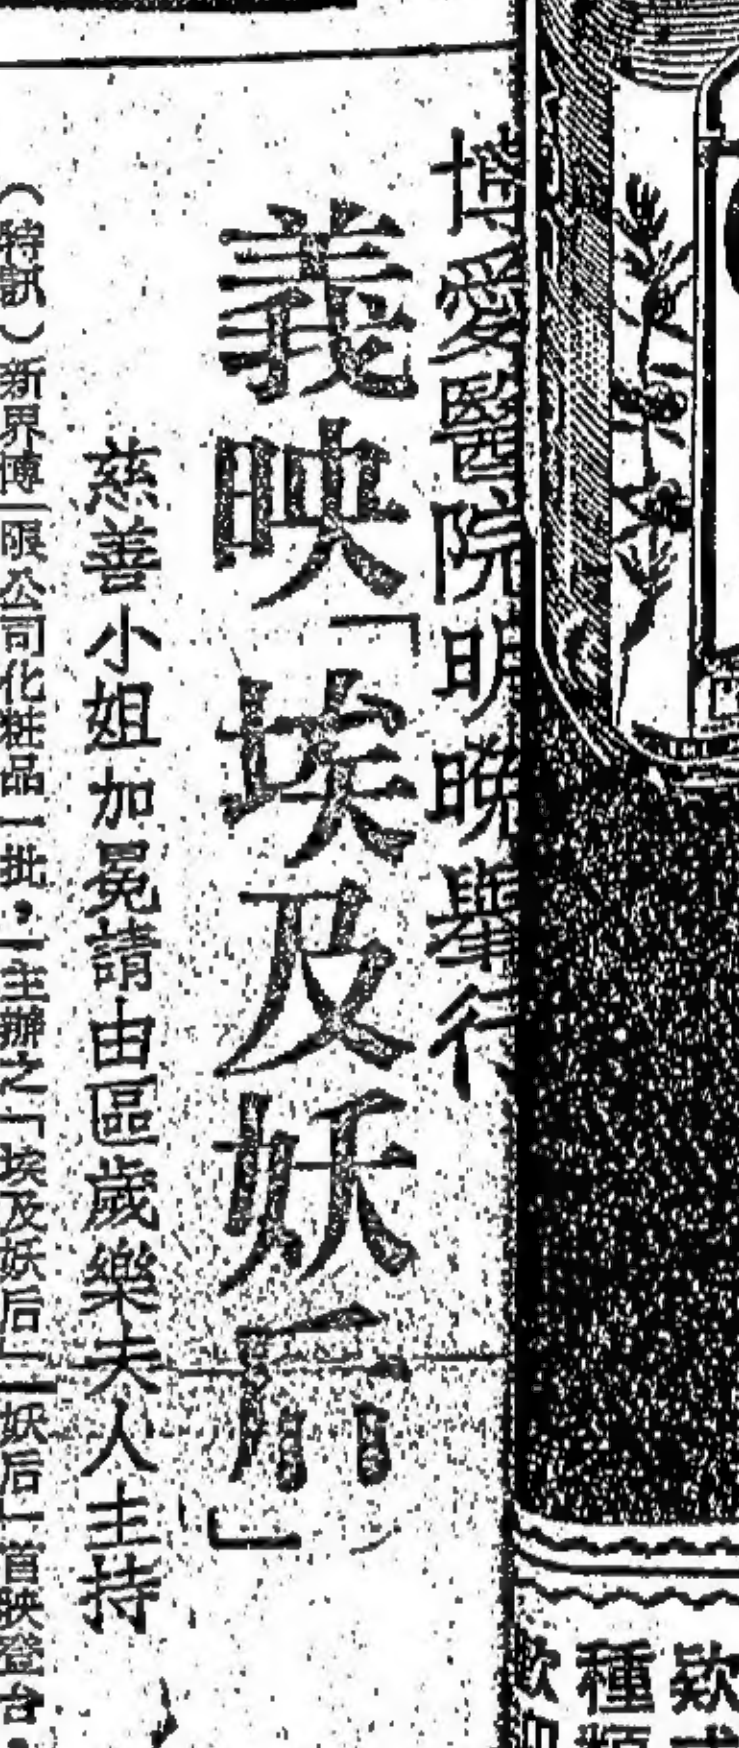 博愛醫院明晚舉行
義映「埃及妖后」
慈善小姐加冕請由區歲樂夫人主持
（特訊）新界博
限公司化粧品一批，
主辦之「埃及妖后」
妖后」首映登台，
種
欵